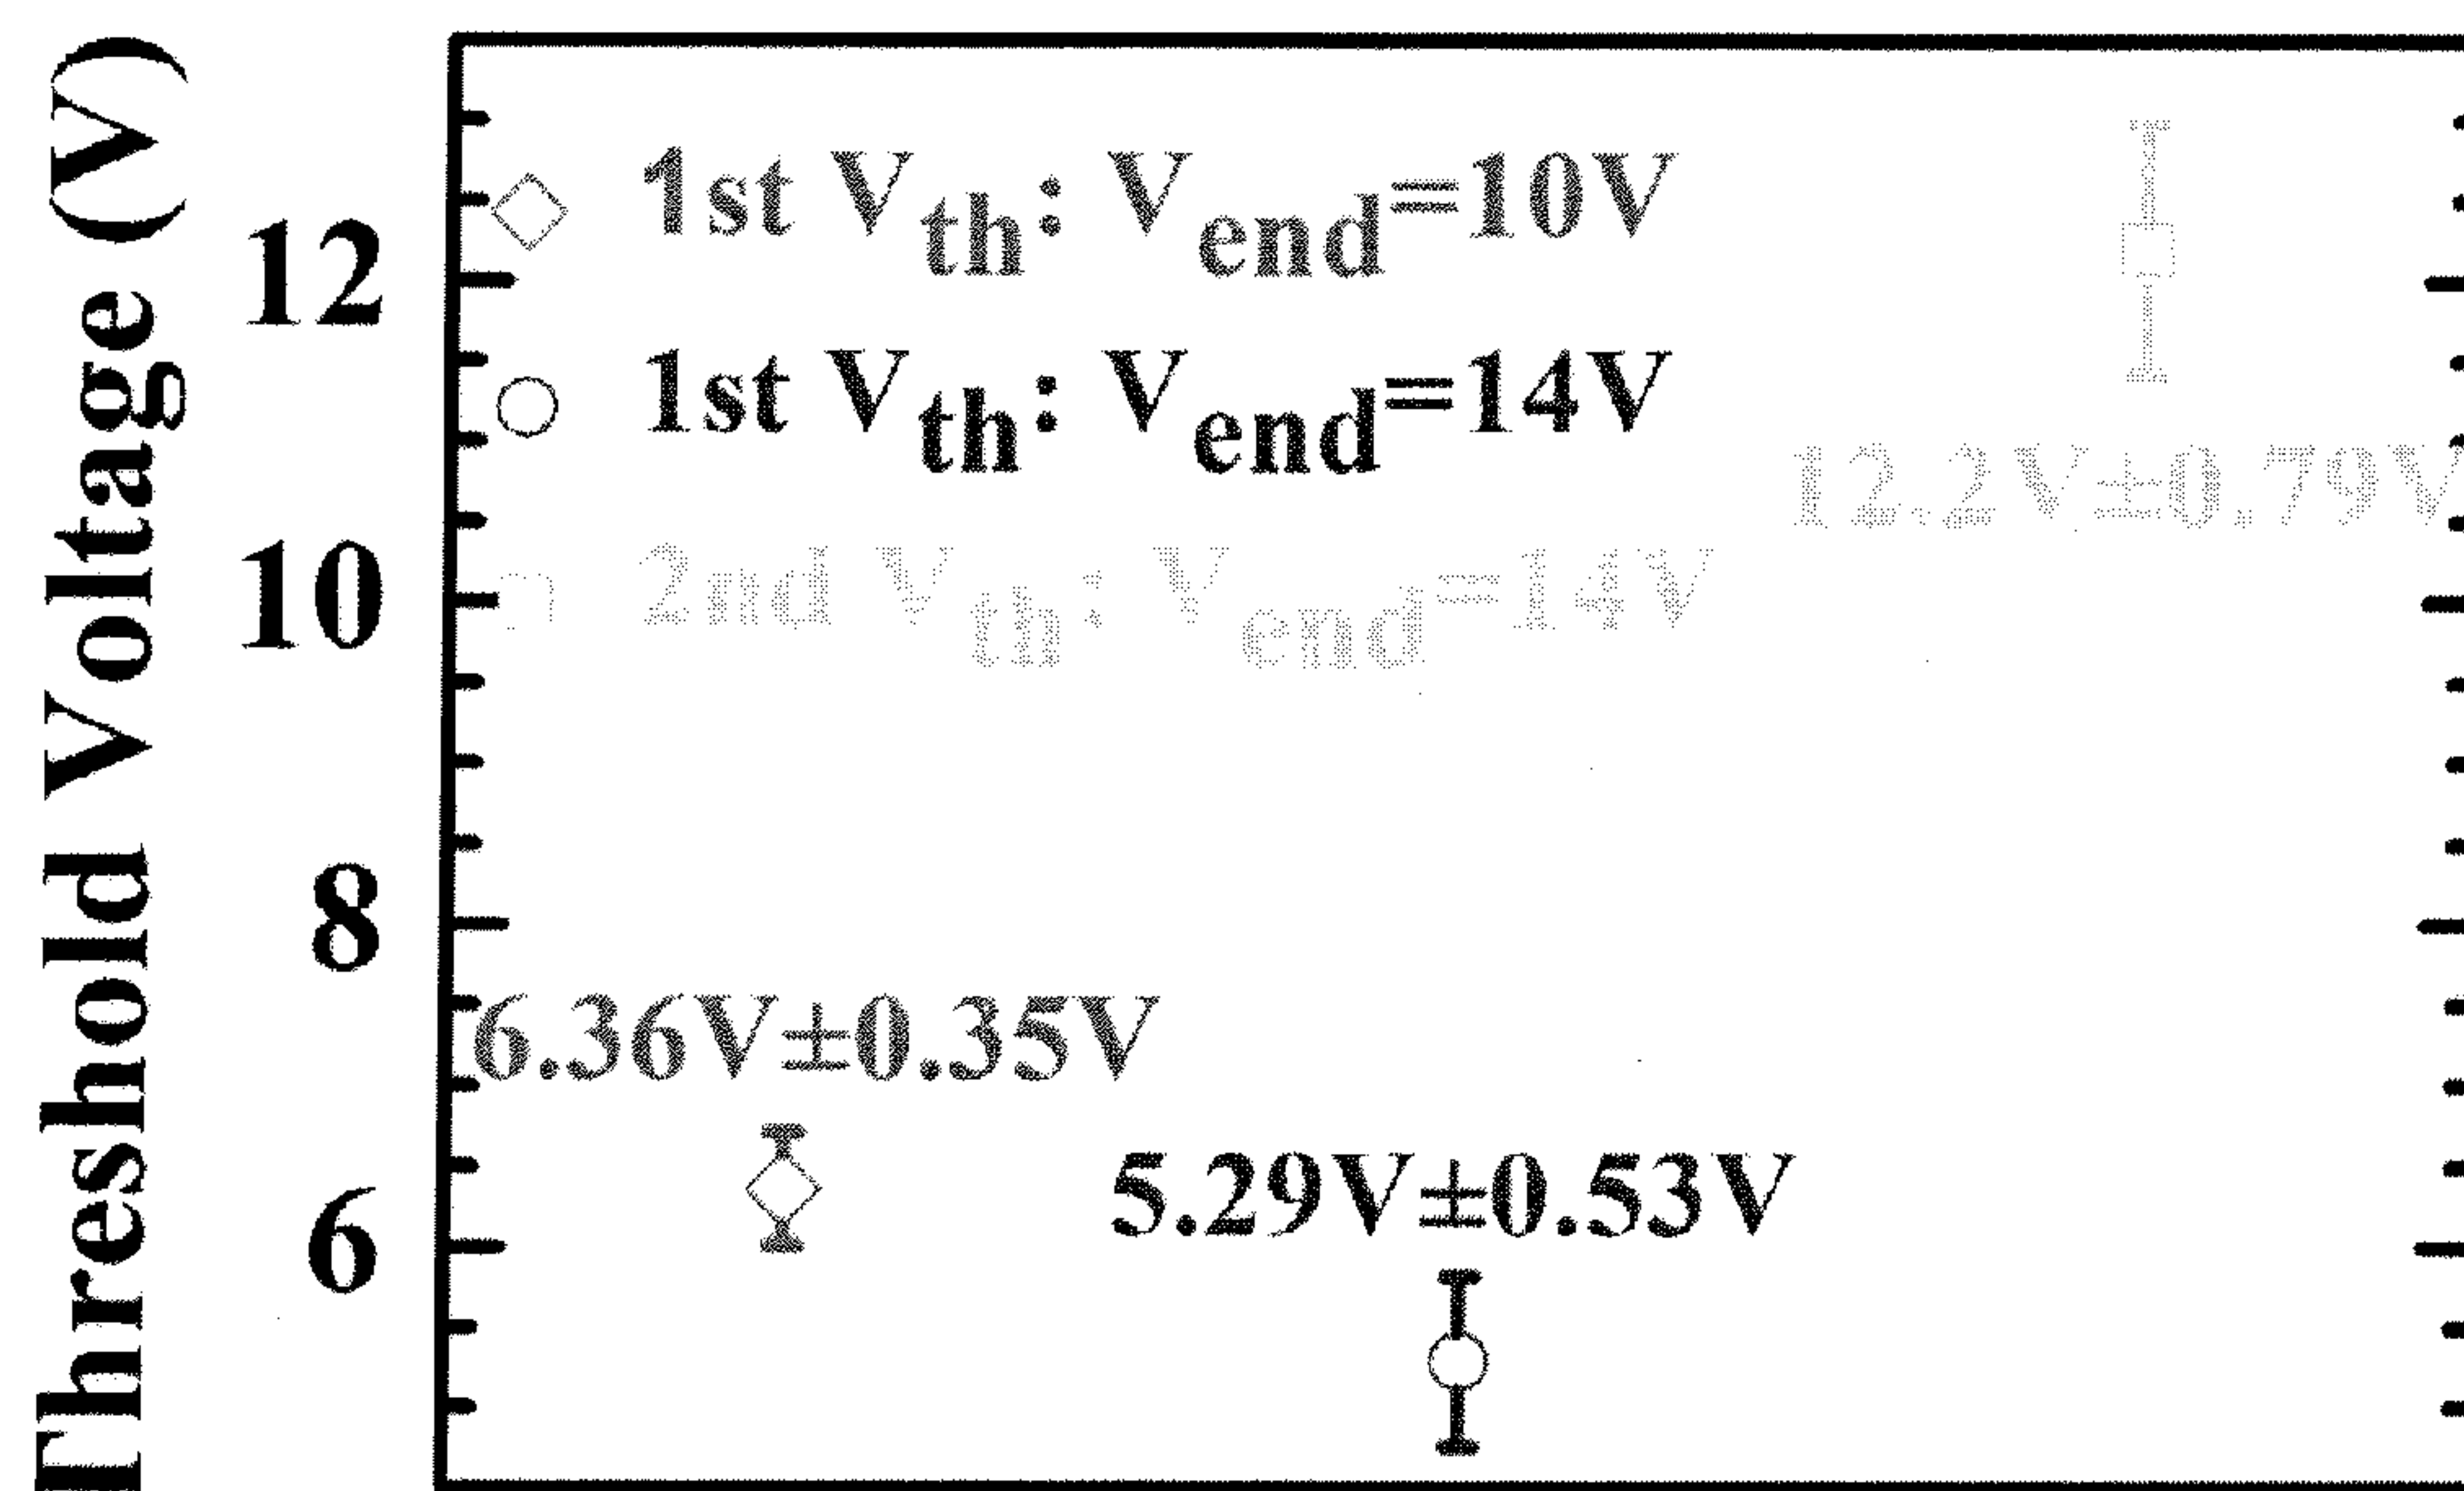 Threshold Voltage (V)
12
10
8
6
1st Vth: Vend=10V
1st Vth: Vend=14V
2nd Vth: Vend=14V
12.2V±0.79V
6.36V±0.35V
5.29V±0.53V